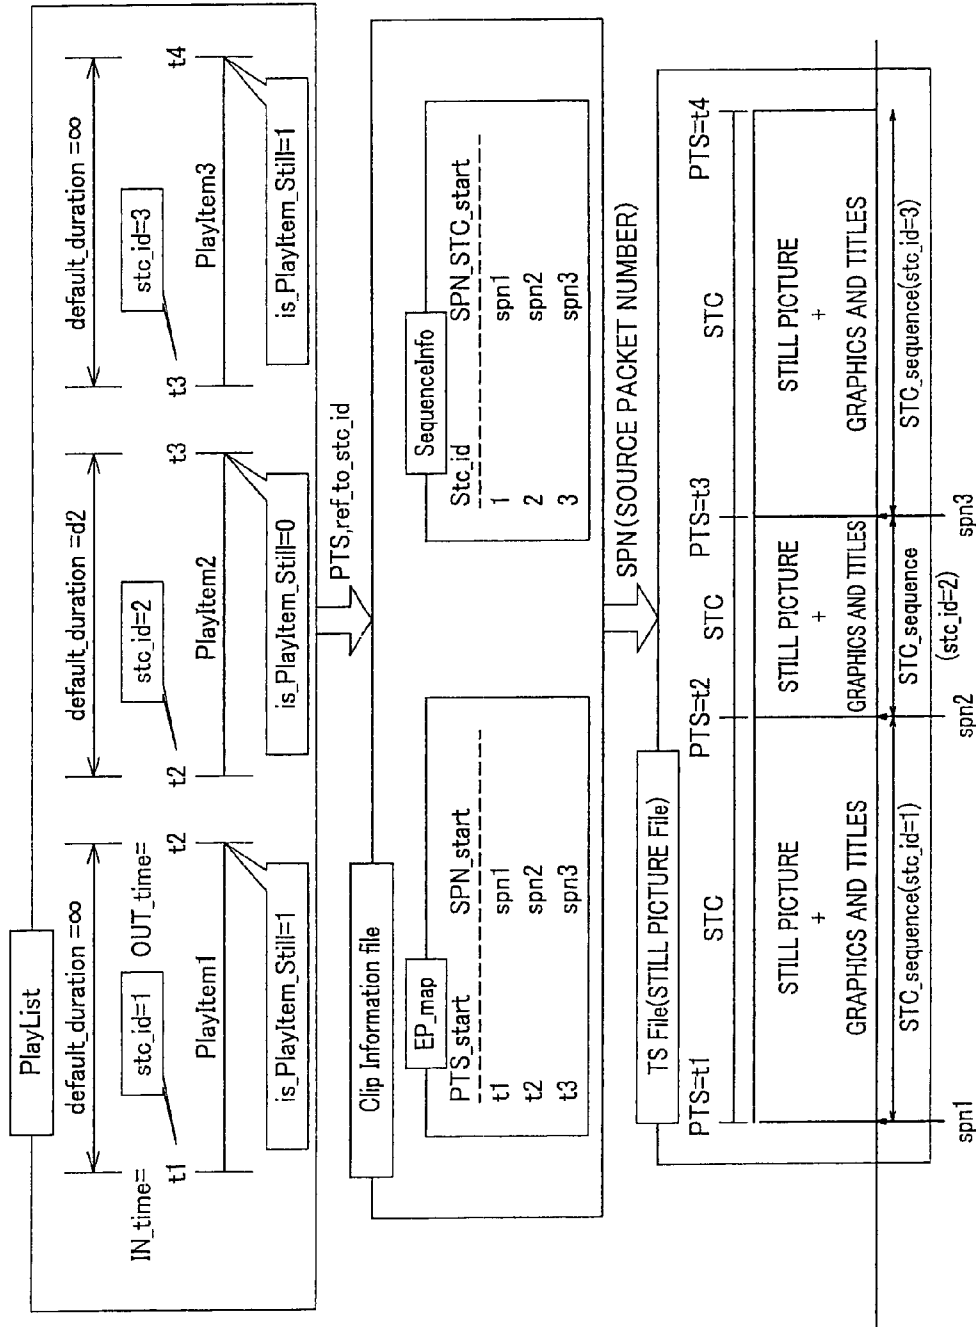 PlayList
default_duration =∞
default_duration =d2
default_duration =∞
IN_time=
stc_id=1
OUT_time=
stc_id=2
stc_id=3
t1
t2
t2
t3
t3
t4
PlayItem1
PlayItem2
PlayItem3
is_PlayItem_Still=1
is_PlayItem_Still=0
is_PlayItem_Still=1
PTS,ref_to_stc_id
Clip Information file
EP_map
SequenceInfo
PTS_start SPN_start
t1 spn1
t2 spn2
t3 spn3
Stc_id SPN_STC_start
1 spn1
2 spn2
3 spn3
SPN(SOURCE PACKET NUMBER)
TS File(STILL PICTURE File)
PTS=t1
PTS=t2
PTS=t3
PTS=t4
STC
STC
STC
STILL PICTURE
+
GRAPHICS AND TITLES
STILL PICTURE
+
GRAPHICS AND TITLES
STILL PICTURE
+
GRAPHICS AND TITLES
STC_sequence(stc_id=1)
STC_sequence
(stc_id=2)
STC_sequence(stc_id=3)
spn1
spn2
spn3